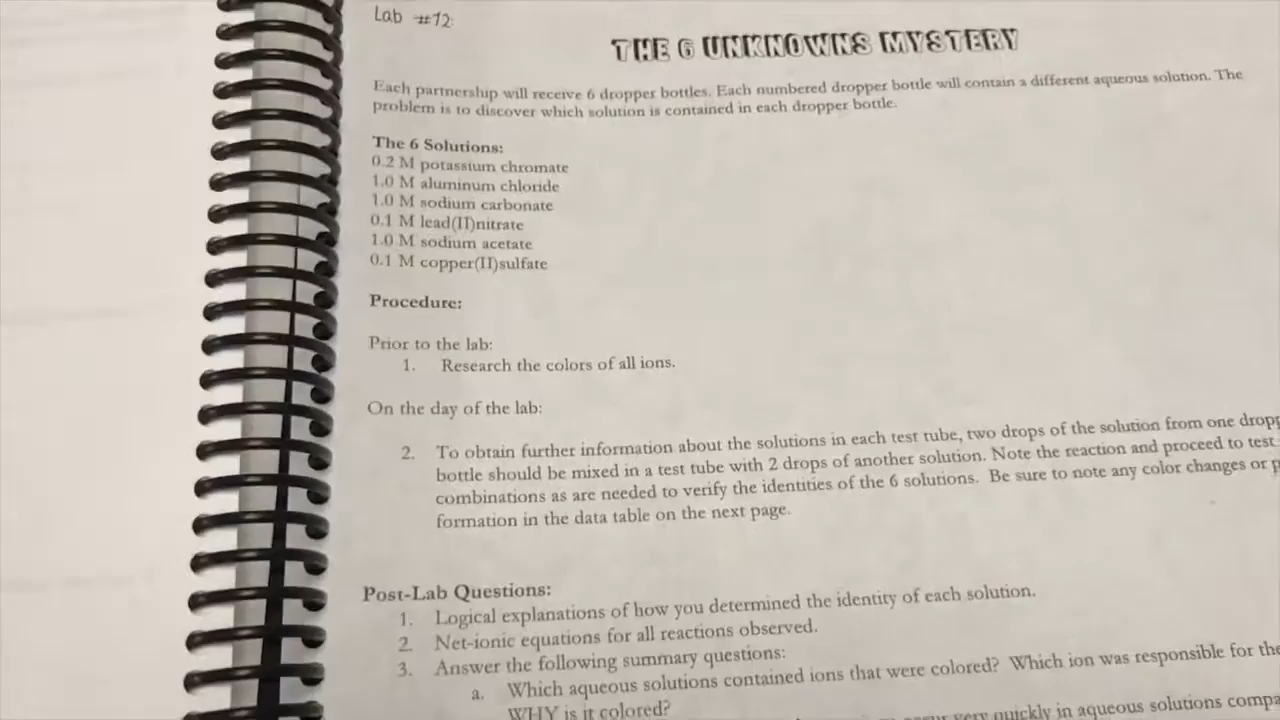 Lab #12:
THE 6 UNKNOWNS MYSTERY
Each partnership will receive 6 dropper bottles. Each numbered dropper bottle will contain a different aqueous solution. The
problem is to discover which solution is contained in each dropper bottle.
The 6 Solutions:
0.2 M potassium chromate
1.0 M aluminum chloride
1.0 M sodium carbonate
0.1 M lead(II)nitrate
1.0 M sodium acetate
0.1 M copper(II)sulfate
Procedure:
Prior to the lab:
1. Research the colors of all ions.
On the day of the lab:
2. To obtain further information about the solutions in each test tube, two drops of the solution from one dropp
bottle should be mixed in a test tube with 2 drops of another solution. Note the reaction and proceed to test
combinations as are needed to verify the identities of the 6 solutions. Be sure to note any color changes or p
formation in the data table on the next page.
Post-Lab Questions:
1. Logical explanations of how you determined the identity of each solution.
2. Net-ionic equations for all reactions observed.
3. Answer the following summary questions:
a. Which aqueous solutions contained ions that were colored? Which ion was responsible for the
WHY is it colored?
very quickly in aqueous solutions compa